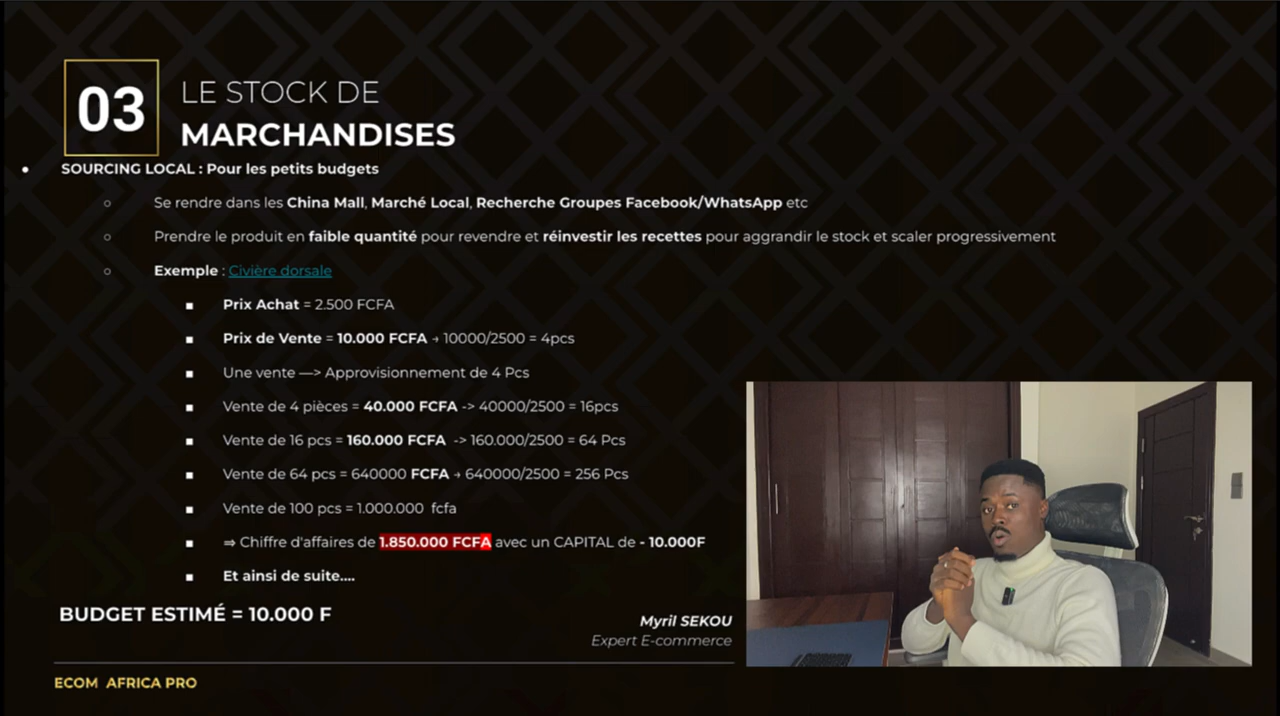 03
LE STOCK DE
MARCHANDISES
• SOURCING LOCAL : Pour les petits budgets
○ Se rendre dans les China Mall, Marché Local, Recherche Groupes Facebook/WhatsApp etc
○ Prendre le produit en faible quantité pour revendre et réinvestir les recettes pour aggrandir le stock et scaler progressivement
○ Exemple : Civière dorsale
■ Prix Achat = 2.500 FCFA
■ Prix de Vente = 10.000 FCFA → 10000/2500 = 4pcs
■ Une vente —> Approvisionnement de 4 Pcs
■ Vente de 4 pièces = 40.000 FCFA -> 40000/2500 = 16pcs
■ Vente de 16 pcs = 160.000 FCFA -> 160.000/2500 = 64 Pcs
■ Vente de 64 pcs = 640000 FCFA → 640000/2500 = 256 Pcs
■ Vente de 100 pcs = 1.000.000 fcfa
■ ⇒ Chiffre d'affaires de 1.850.000 FCFA avec un CAPITAL de - 10.000F
■ Et ainsi de suite....
BUDGET ESTIMÉ = 10.000 F
Myril SEKOU
Expert E-commerce
ECOM AFRICA PRO